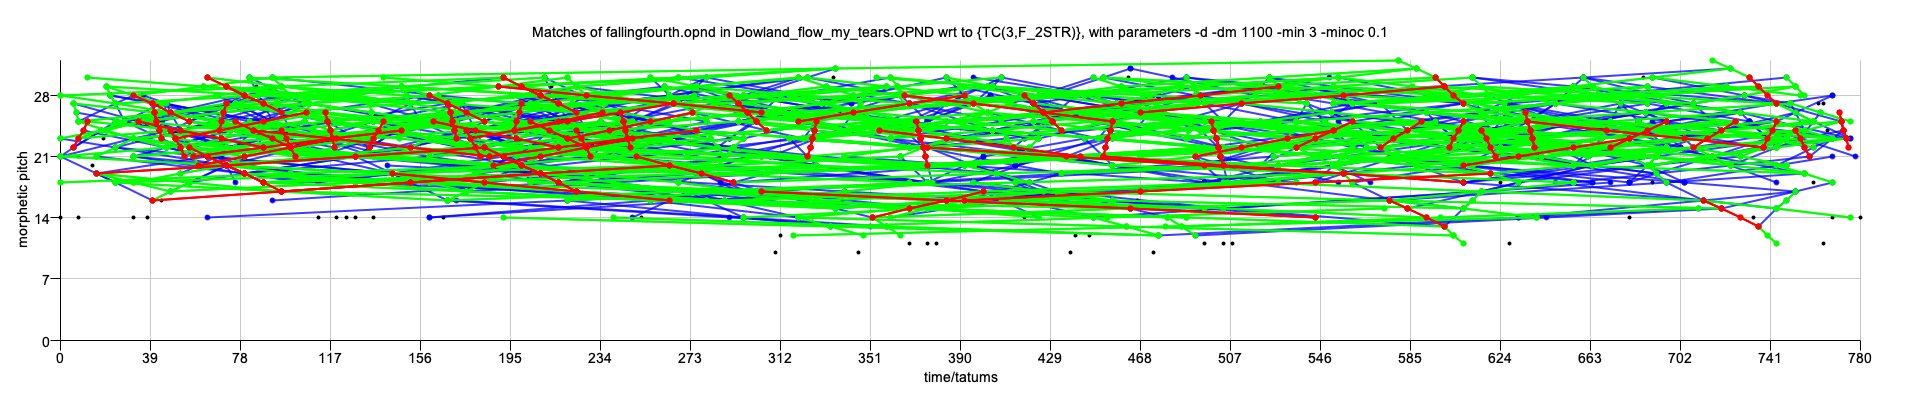 Matches of fallingfourth.opnd in Dowland_flow_my_tears.OPND wrt to {TC(3,F_2STR)}, with parameters -d -dm 1100 -min 3 -minoc 0.1
morphetic pitch
28
21
14
7
0
0 39 78 117 156 195 234 273 312 351 390 429 468 507 546 585 624 663 702 741 780
time/tatums